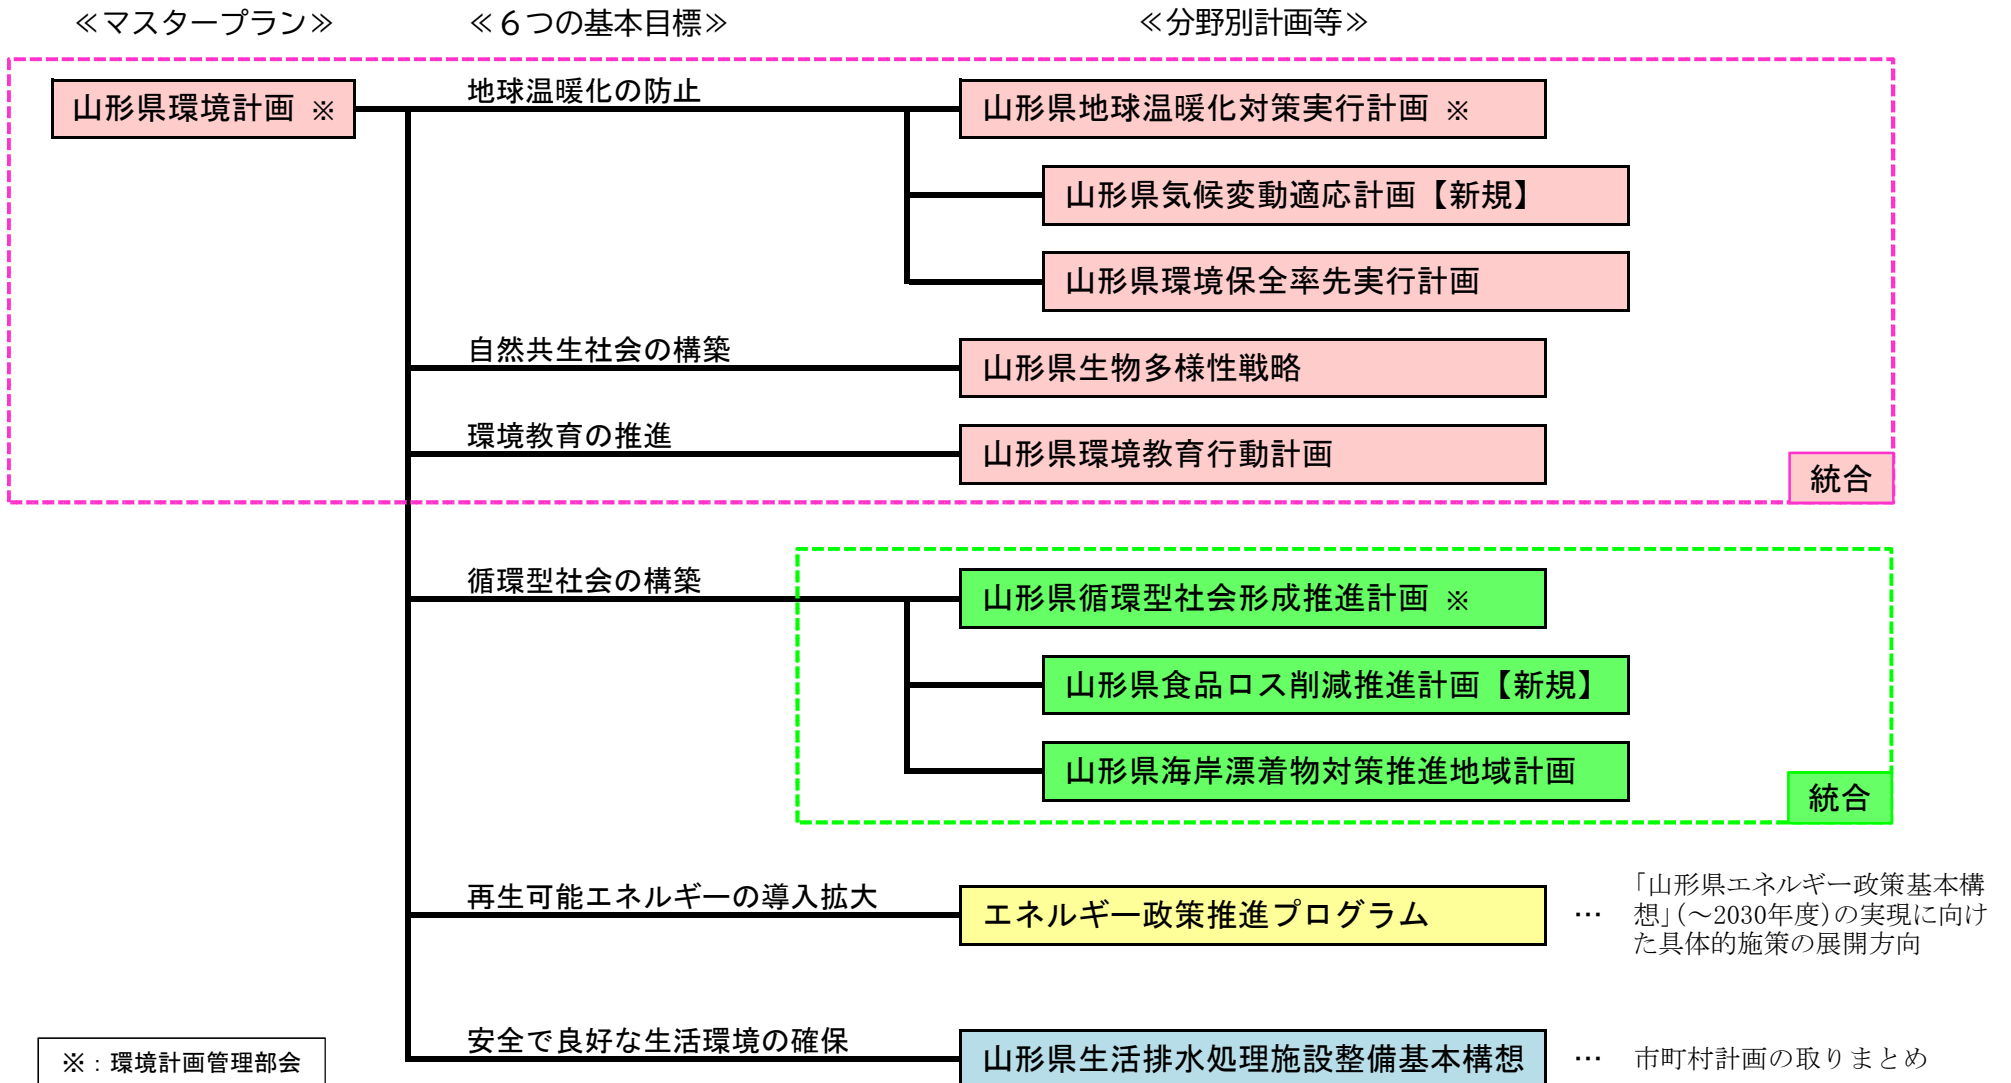 ≪マスタープラン≫
≪６つの基本目標≫
≪分野別計画等≫
山形県環境計画 ※
地球温暖化の防止
山形県地球温暖化対策実行計画 ※
山形県気候変動適応計画【新規】
山形県環境保全率先実行計画
自然共生社会の構築
山形県生物多様性戦略
環境教育の推進
山形県環境教育行動計画
統合
循環型社会の構築
山形県循環型社会形成推進計画 ※
山形県食品ロス削減推進計画【新規】
山形県海岸漂着物対策推進地域計画
統合
再生可能エネルギーの導入拡大
エネルギー政策推進プログラム
…
「山形県エネルギー政策基本構
想」（～2030年度）の実現に向け
た具体的施策の展開方向
安全で良好な生活環境の確保
山形県生活排水処理施設整備基本構想
…
市町村計画の取りまとめ
※：環境計画管理部会